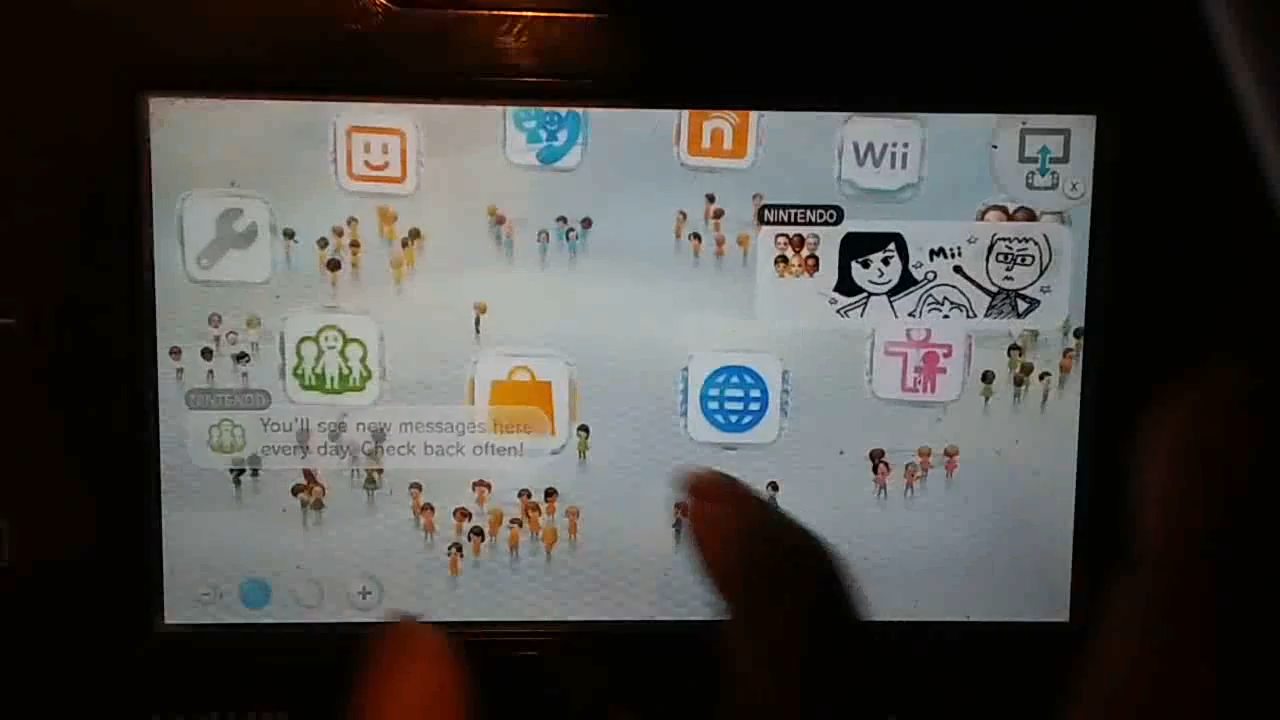 n
Wii
NINTENDO
Mii
NINTENDO
You'll see new messages here
every day. Check back often!
X
- +